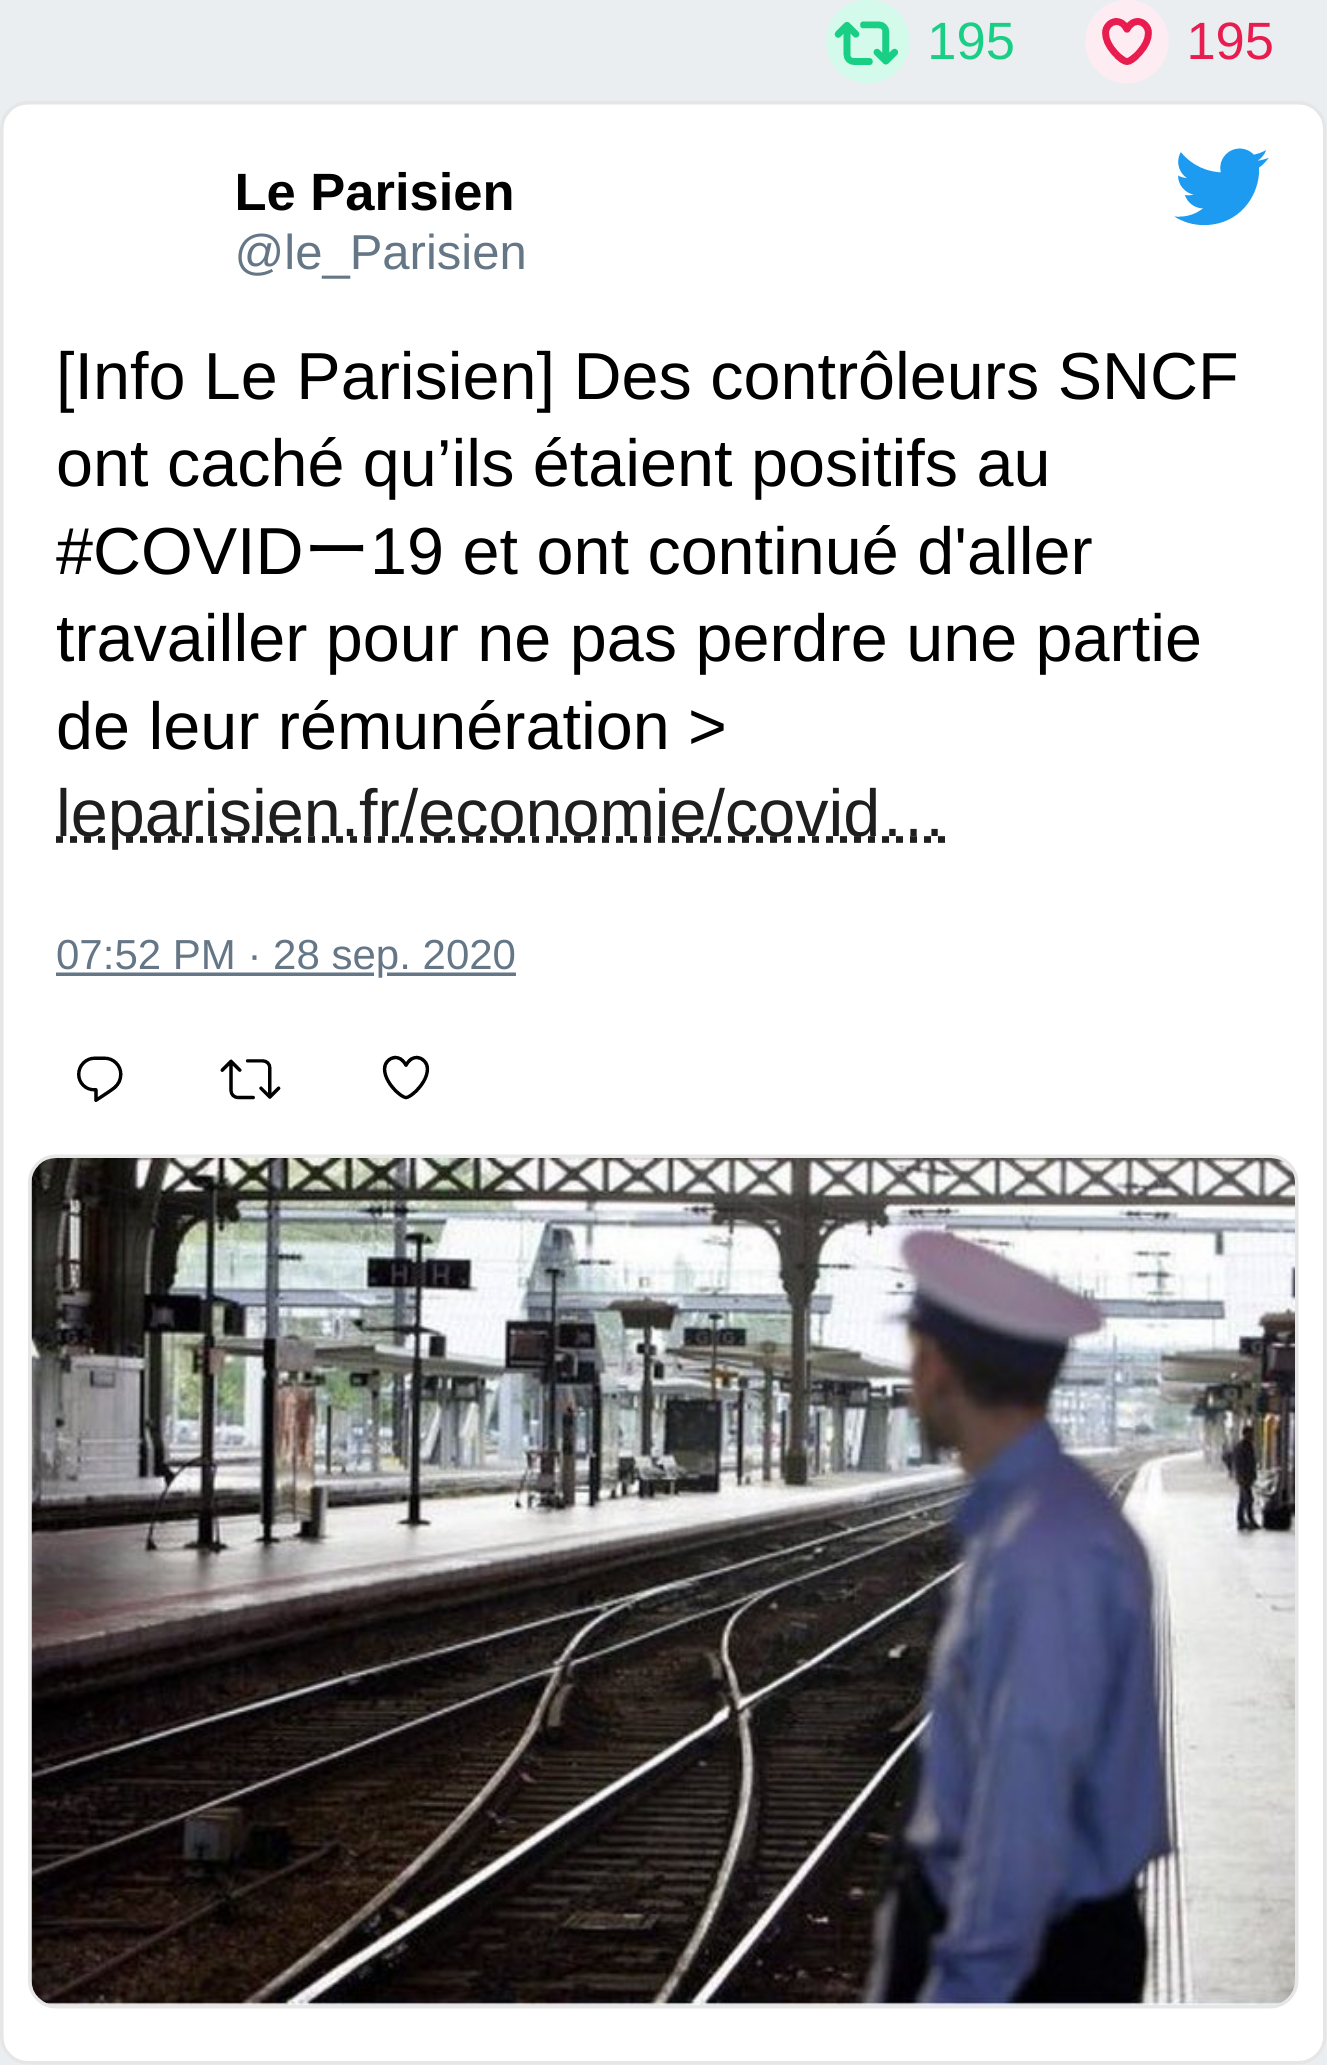 195 195
Le Parisien
@le_Parisien
[Info Le Parisien] Des contrôleurs SNCF
ont caché qu’ils étaient positifs au
#COVIDー19 et ont continué d'aller
travailler pour ne pas perdre une partie
de leur rémunération >
leparisien.fr/economie/covid…
07:52 PM · 28 sep. 2020
H H
G G